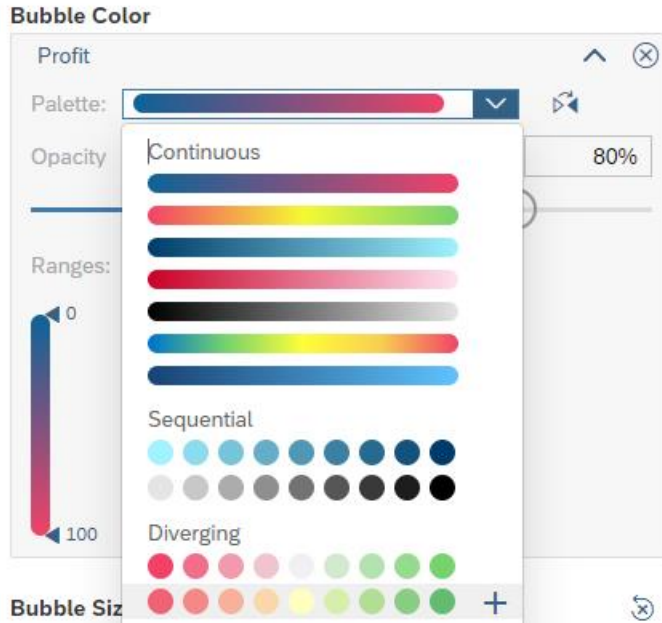 Bubble Color
Profit
Palette:
Opacity
80%
Continuous
Ranges:
0
Sequential
100
Diverging
Bubble Siz